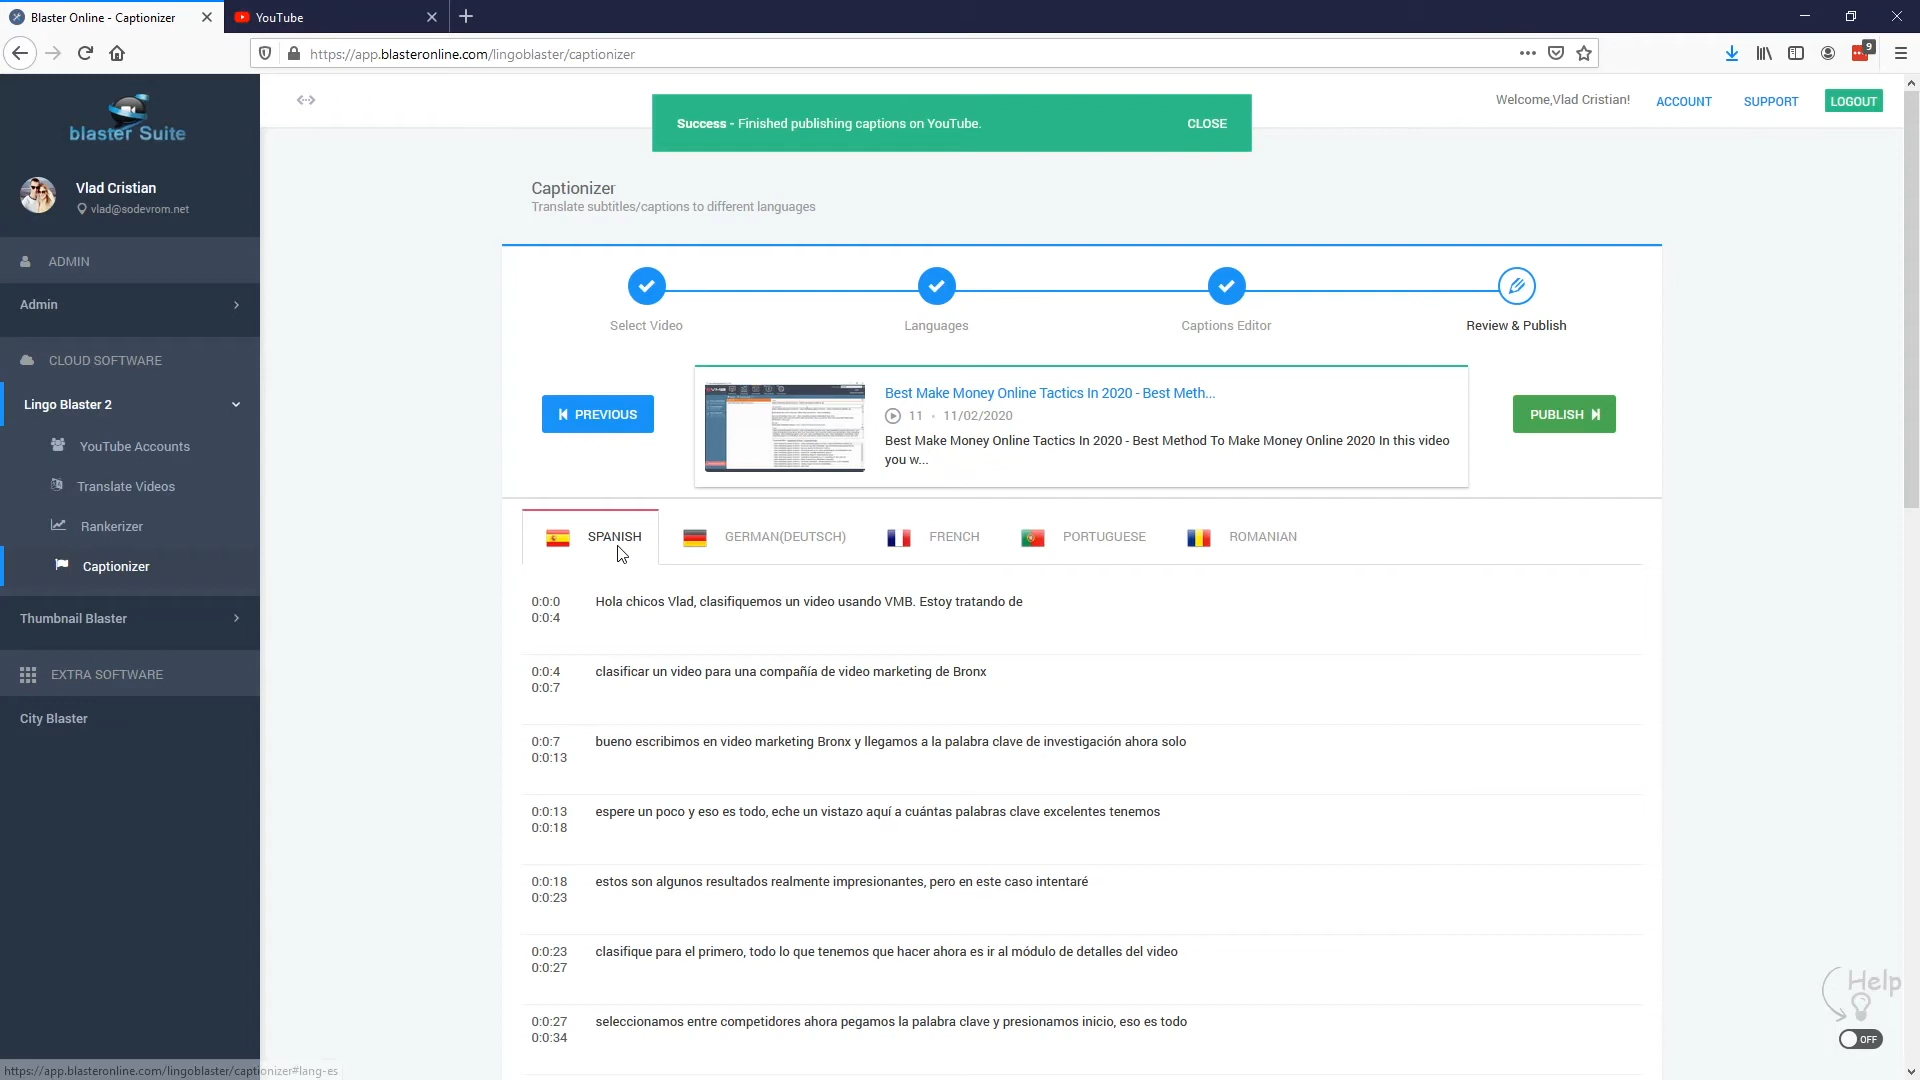 Blaster Online - Captionizer
YouTube
https://app.blasteronline.com/lingoblaster/captionizer
9
blaster Suite
Welcome,Vlad Cristian!
ACCOUNT
SUPPORT
LOGOUT
Success - Finished publishing captions on YouTube.
CLOSE
Vlad Cristian
vlad@sodevrom.net
ADMIN
Admin
CLOUD SOFTWARE
Lingo Blaster 2
YouTube Accounts
Translate Videos
Rankerizer
Captionizer
Thumbnail Blaster
EXTRA SOFTWARE
City Blaster
Captionizer
Translate subtitles/captions to different languages
Select Video
Languages
Captions Editor
Review & Publish
PREVIOUS
Best Make Money Online Tactics In 2020 - Best Meth...
11 • 11/02/2020
Best Make Money Online Tactics In 2020 - Best Method To Make Money Online 2020 In this video
you w...
PUBLISH
SPANISH
GERMAN(DEUTSCH)
FRENCH
PORTUGUESE
ROMANIAN
0:0:0
0:0:4
Hola chicos Vlad, clasifiquemos un video usando VMB. Estoy tratando de
0:0:4
0:0:7
clasificar un video para una compañía de video marketing de Bronx
0:0:7
0:0:13
bueno escribimos en video marketing Bronx y llegamos a la palabra clave de investigación ahora solo
0:0:13
0:0:18
espere un poco y eso es todo, eche un vistazo aquí a cuántas palabras clave excelentes tenemos
0:0:18
0:0:23
estos son algunos resultados realmente impresionantes, pero en este caso intentaré
0:0:23
0:0:27
clasifique para el primero, todo lo que tenemos que hacer ahora es ir al módulo de detalles del video
0:0:27
0:0:34
seleccionamos entre competidores ahora pegamos la palabra clave y presionamos inicio, eso es todo
Help
OFF
https://app.blasteronline.com/lingoblaster/captionizer#lang-es